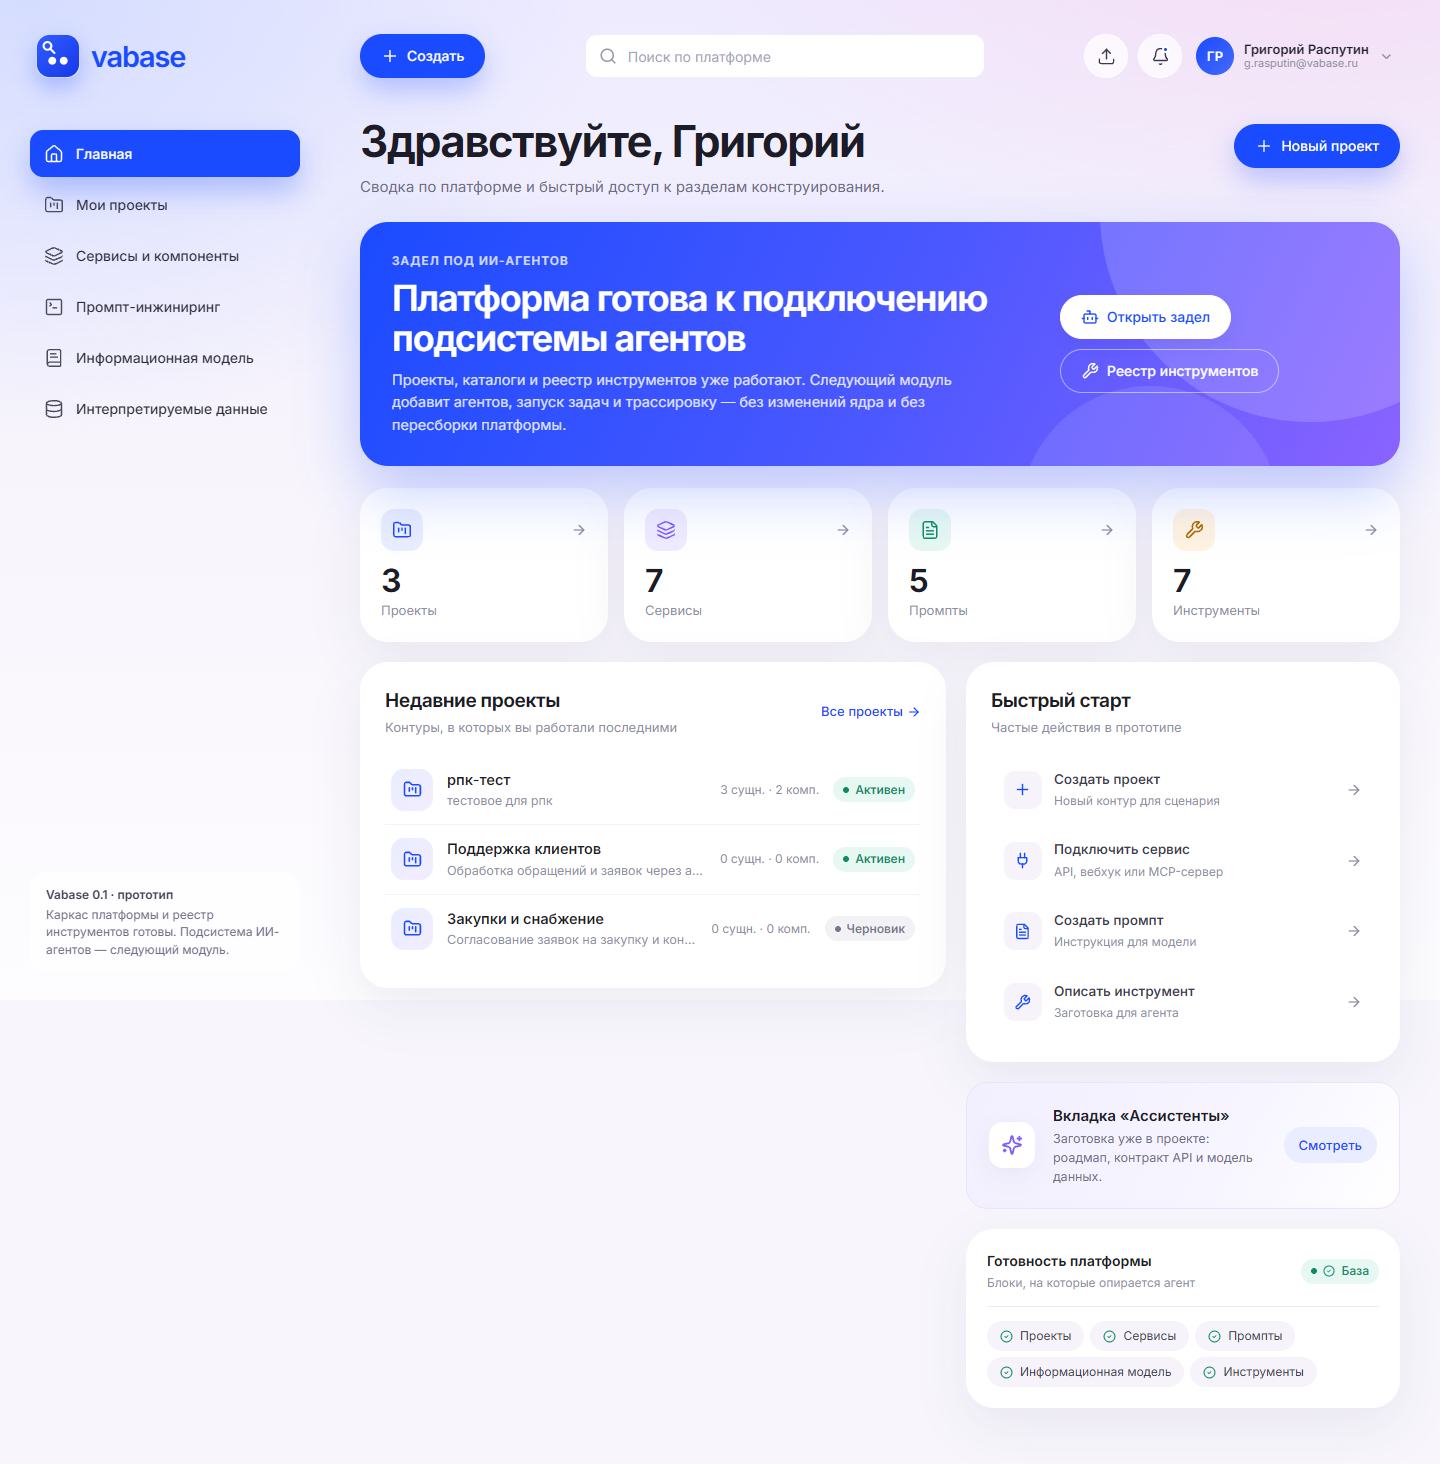 vabase
Создать
Поиск по платформе
ГР
Григорий Распутин
g.rasputin@vabase.ru
Главная
Мои проекты
Сервисы и компоненты
Промпт-инжиниринг
Информационная модель
Интерпретируемые данные
Vabase 0.1 · прототип
Каркас платформы и реестр
инструментов готовы. Подсистема ИИ-
агентов — следующий модуль.
Здравствуйте, Григорий
Сводка по платформе и быстрый доступ к разделам конструирования.
Новый проект
ЗАДЕЛ ПОД ИИ-АГЕНТОВ
Платформа готова к подключению
подсистемы агентов
Проекты, каталоги и реестр инструментов уже работают. Следующий модуль
добавит агентов, запуск задач и трассировку — без изменений ядра и без
пересборки платформы.
Открыть задел
Реестр инструментов
3
Проекты
7
Сервисы
5
Промпты
7
Инструменты
Недавние проекты
Контуры, в которых вы работали последними
Все проекты
рпк-тест
тестовое для рпк
3 сущн. · 2 комп.
Активен
Поддержка клиентов
Обработка обращений и заявок через а...
0 сущн. · 0 комп.
Активен
Закупки и снабжение
Согласование заявок на закупку и кон...
0 сущн. · 0 комп.
Черновик
Быстрый старт
Частые действия в прототипе
Создать проект
Новый контур для сценария
Подключить сервис
API, вебхук или MCP-сервер
Создать промпт
Инструкция для модели
Описать инструмент
Заготовка для агента
Вкладка «Ассистенты»
Заготовка уже в проекте:
роадмап, контракт API и модель
данных.
Смотреть
Готовность платформы
Блоки, на которые опирается агент
База
Проекты
Сервисы
Промпты
Информационная модель
Инструменты